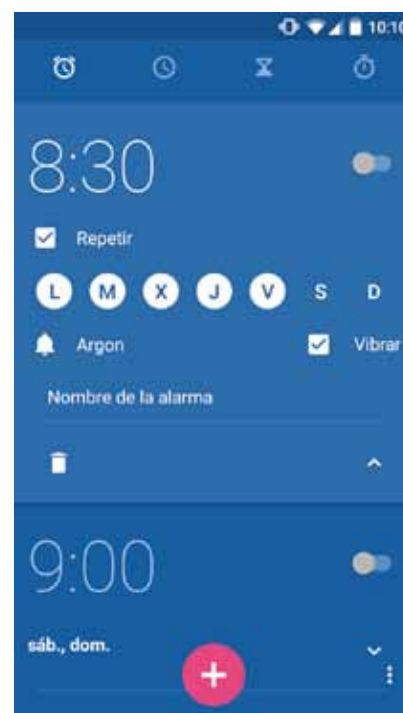 10:10
8:30
Repetir
L M X J V S D
Argon Vibrar
Nombre de la alarma
9:00
sáb., dom.